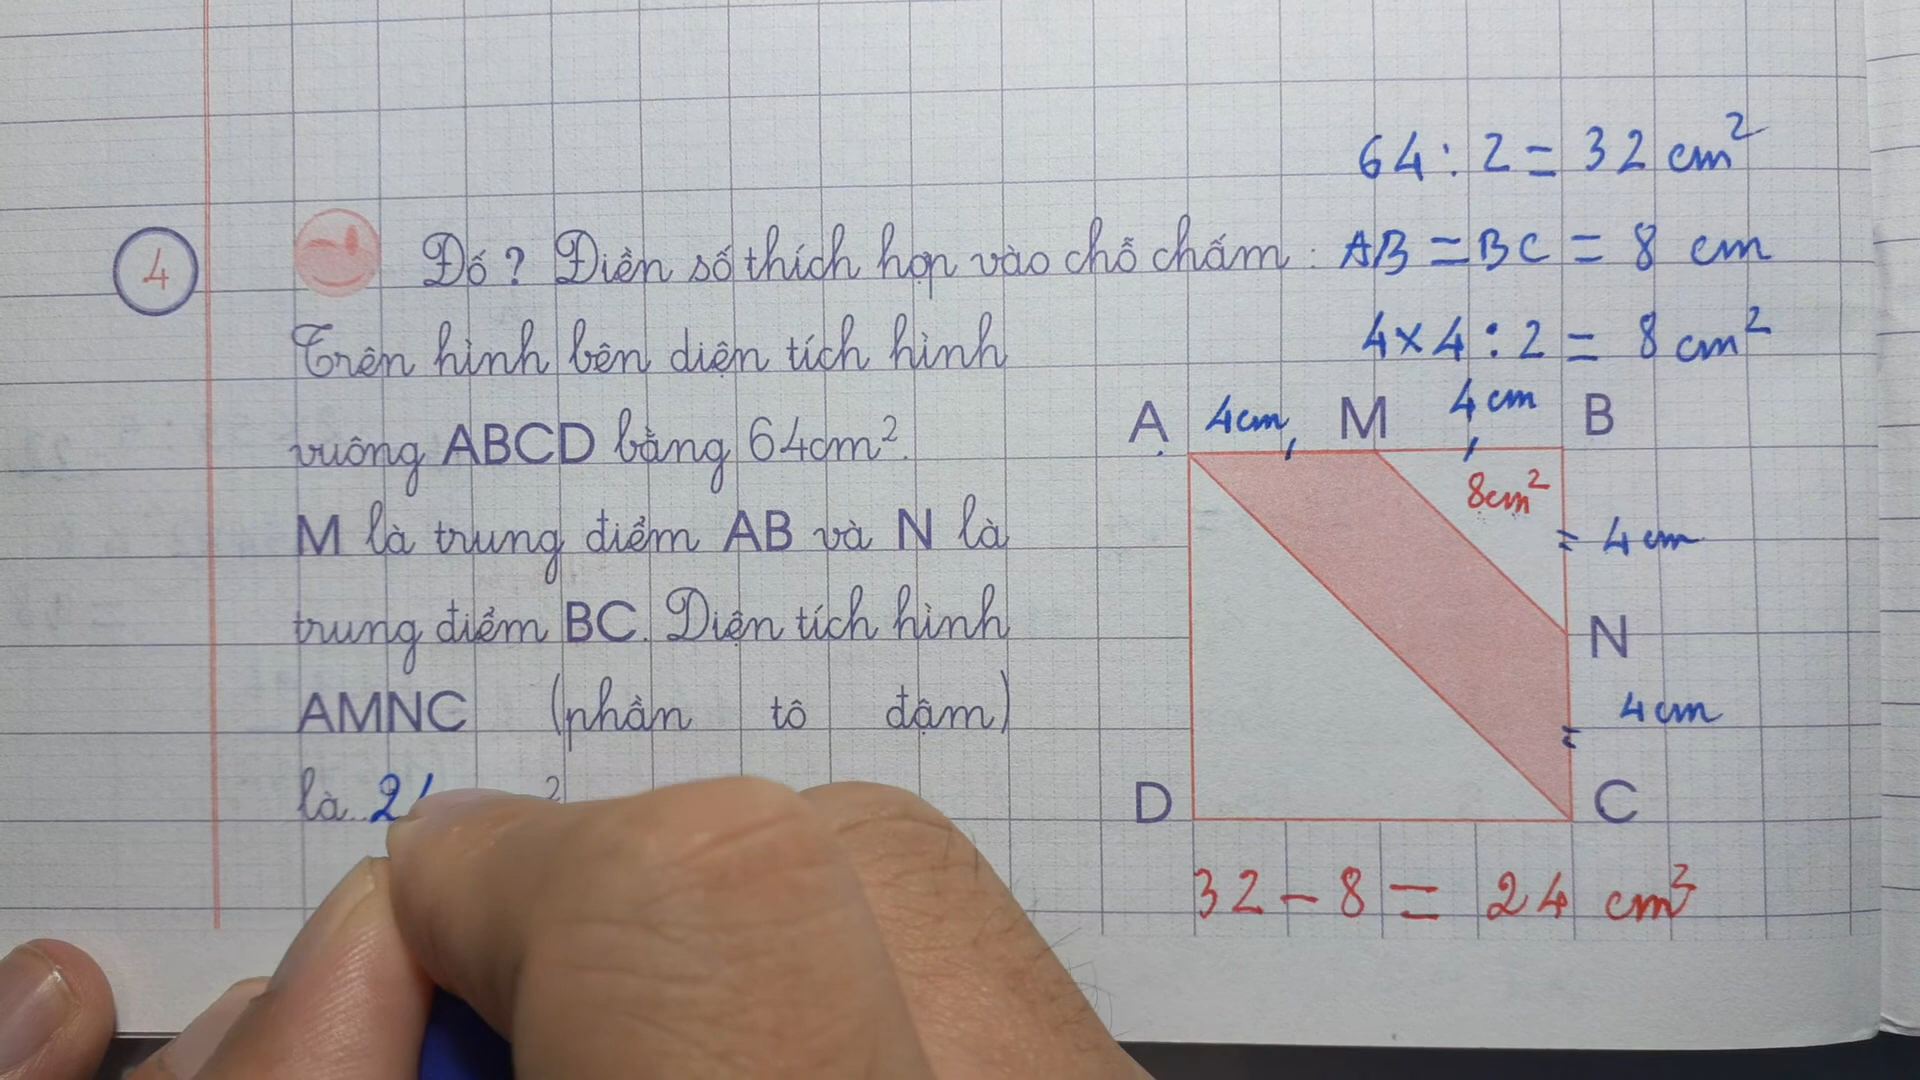 64 : 2 = 32 cm²
4 Đố? Điền số thích hợp vào chỗ chấm : AB = BC = 8 cm
Trên hình bên diện tích hình 4 x 4 : 2 = 8 cm²
A 4cm M 4cm B
vuông ABCD bằng 64cm².
8cm²
M là trung điểm AB và N là
4cm
trung điểm BC. Diện tích hình
N
AMNC (phần tô đậm)
4cm
là
D C
32 - 8 = 24